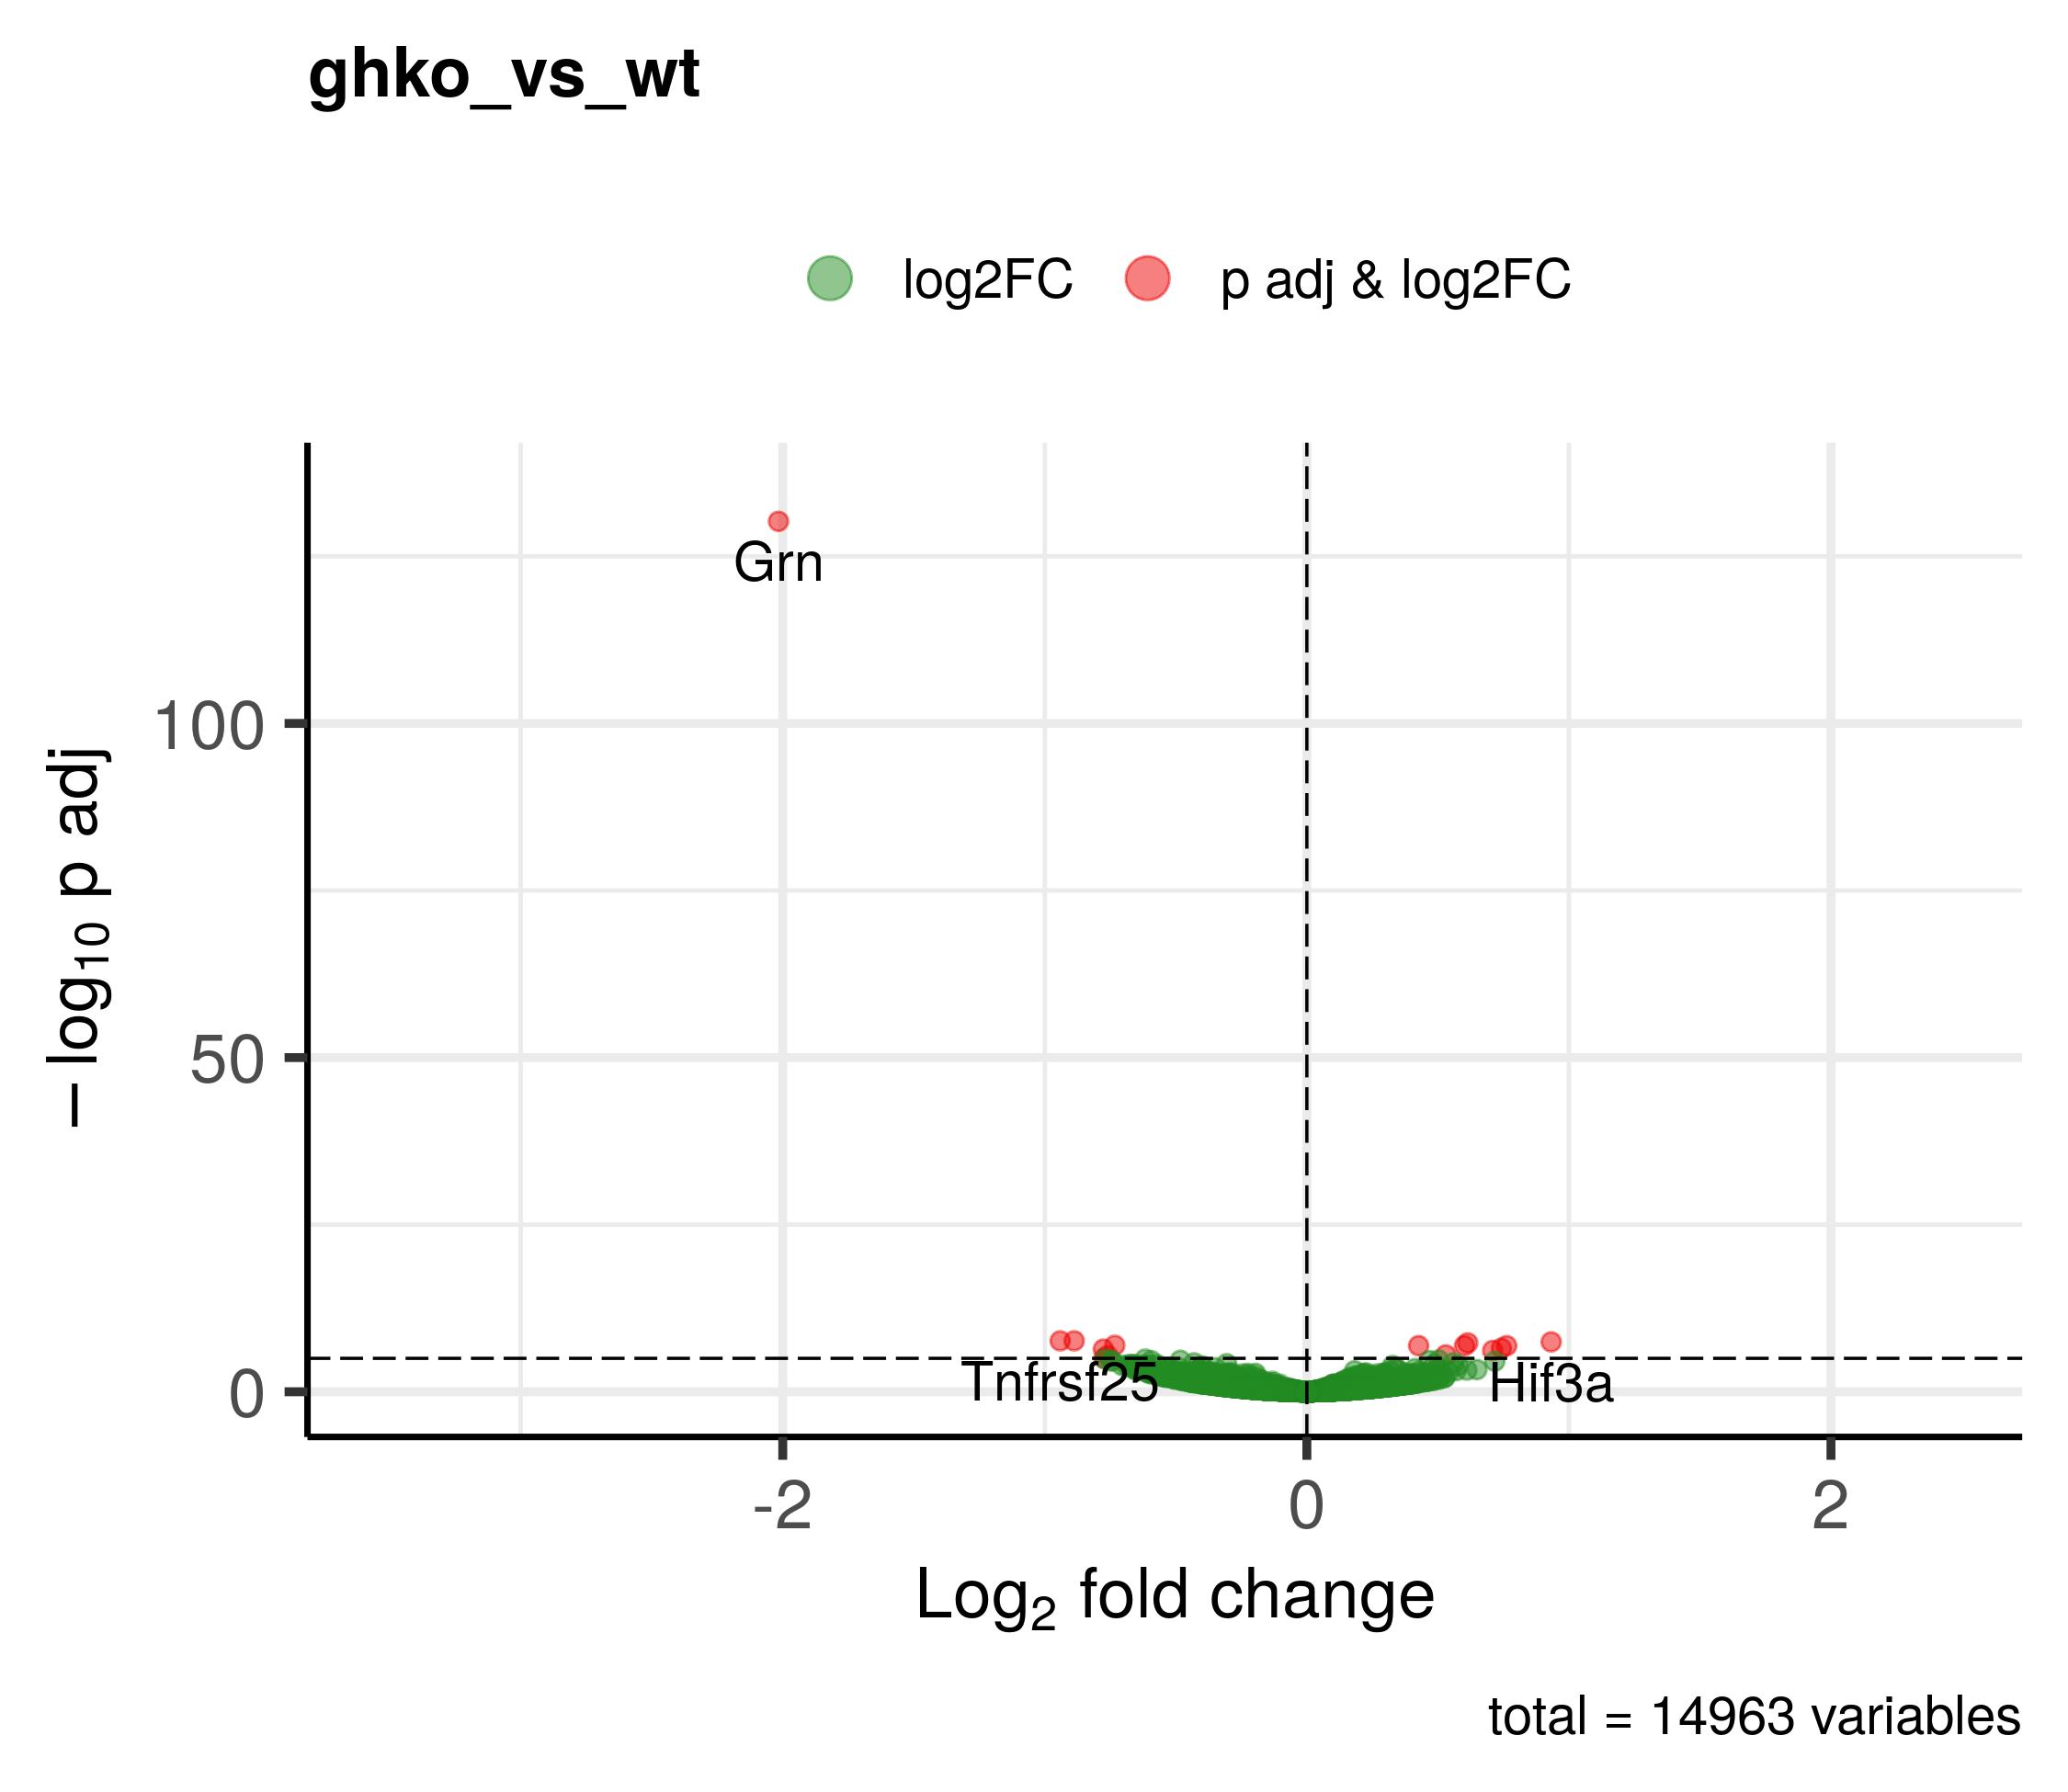 ghko_vs_wt
log2FC p adj & log2FC
Grn
100
50
0
−log10 p adj
Tnfrsf25
Hif3a
-2 0 2
Log2 fold change
total = 14963 variables